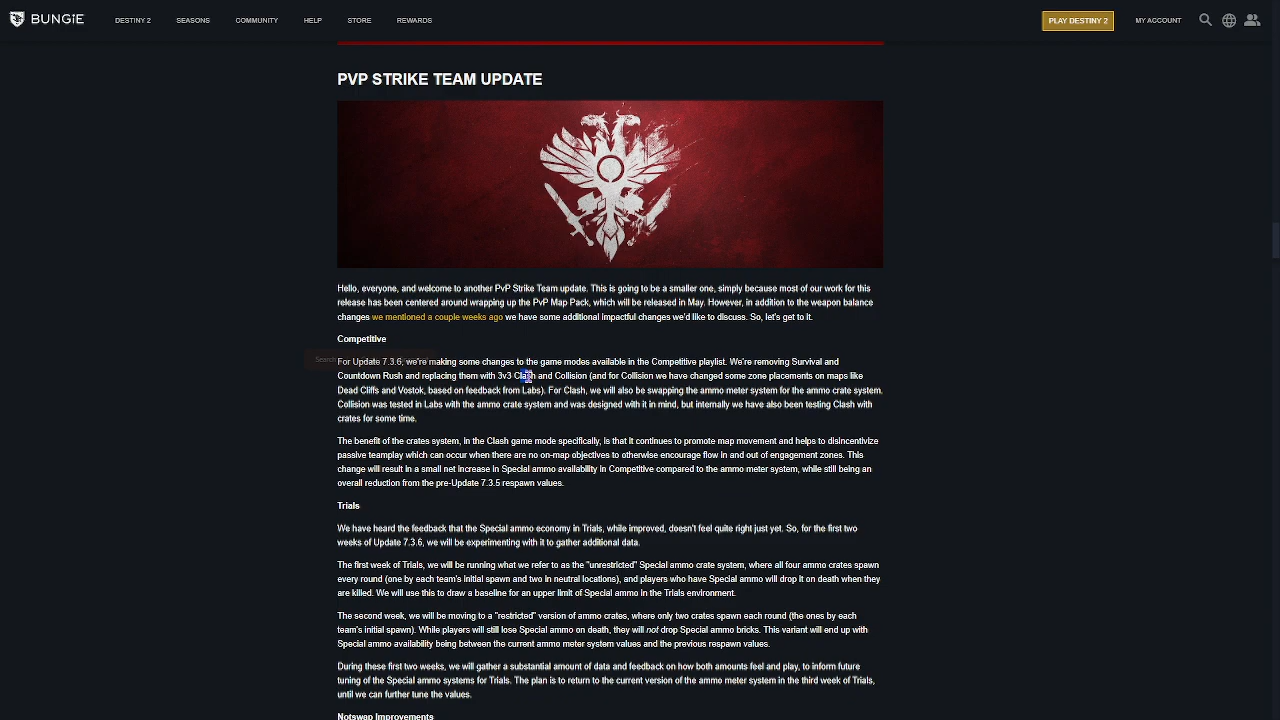 BUNGiE
DESTINY 2
SEASONS
COMMUNITY
HELP
STORE
REWARDS
PLAY DESTINY 2
MY ACCOUNT
PVP STRIKE TEAM UPDATE
Hello, everyone, and welcome to another PvP Strike Team update. This is going to be a smaller one, simply because most of our work for this
release has been centered around wrapping up the PvP Map Pack, which will be released in May. However, in addition to the weapon balance
changes we mentioned a couple weeks ago we have some additional impactful changes we'd like to discuss. So, let's get to it.
Competitive
Search
For Update 7.3.6, we're making some changes to the game modes available in the Competitive playlist. We're removing Survival and
Countdown Rush and replacing them with 3v3 Clash and Collision (and for Collision we have changed some zone placements on maps like
Dead Cliffs and Vostok, based on feedback from Labs). For Clash, we will also be swapping the ammo meter system for the ammo crate system.
Collision was tested in Labs with the ammo crate system and was designed with it in mind, but internally we have also been testing Clash with
crates for some time.
The benefit of the crates system, in the Clash game mode specifically, is that it continues to promote map movement and helps to disincentivize
passive teamplay which can occur when there are no on-map objectives to otherwise encourage flow in and out of engagement zones. This
change will result in a small net increase in Special ammo availability in Competitive compared to the ammo meter system, while still being an
overall reduction from the pre-Update 7.3.5 respawn values.
Trials
We have heard the feedback that the Special ammo economy in Trials, while improved, doesn't feel quite right just yet. So, for the first two
weeks of Update 7.3.6, we will be experimenting with it to gather additional data.
The first week of Trials, we will be running what we refer to as the "unrestricted" Special ammo crate system, where all four ammo crates spawn
every round (one by each team's initial spawn and two in neutral locations), and players who have Special ammo will drop it on death when they
are killed. We will use this to draw a baseline for an upper limit of Special ammo in the Trials environment.
The second week, we will be moving to a "restricted" version of ammo crates, where only two crates spawn each round (the ones by each
team's initial spawn). While players will still lose Special ammo on death, they will not drop Special ammo bricks. This variant will end up with
Special ammo availability being between the current ammo meter system values and the previous respawn values.
During these first two weeks, we will gather a substantial amount of data and feedback on how both amounts feel and play, to inform future
tuning of the Special ammo systems for Trials. The plan is to return to the current version of the ammo meter system in the third week of Trials,
until we can further tune the values.
Notswap Improvements